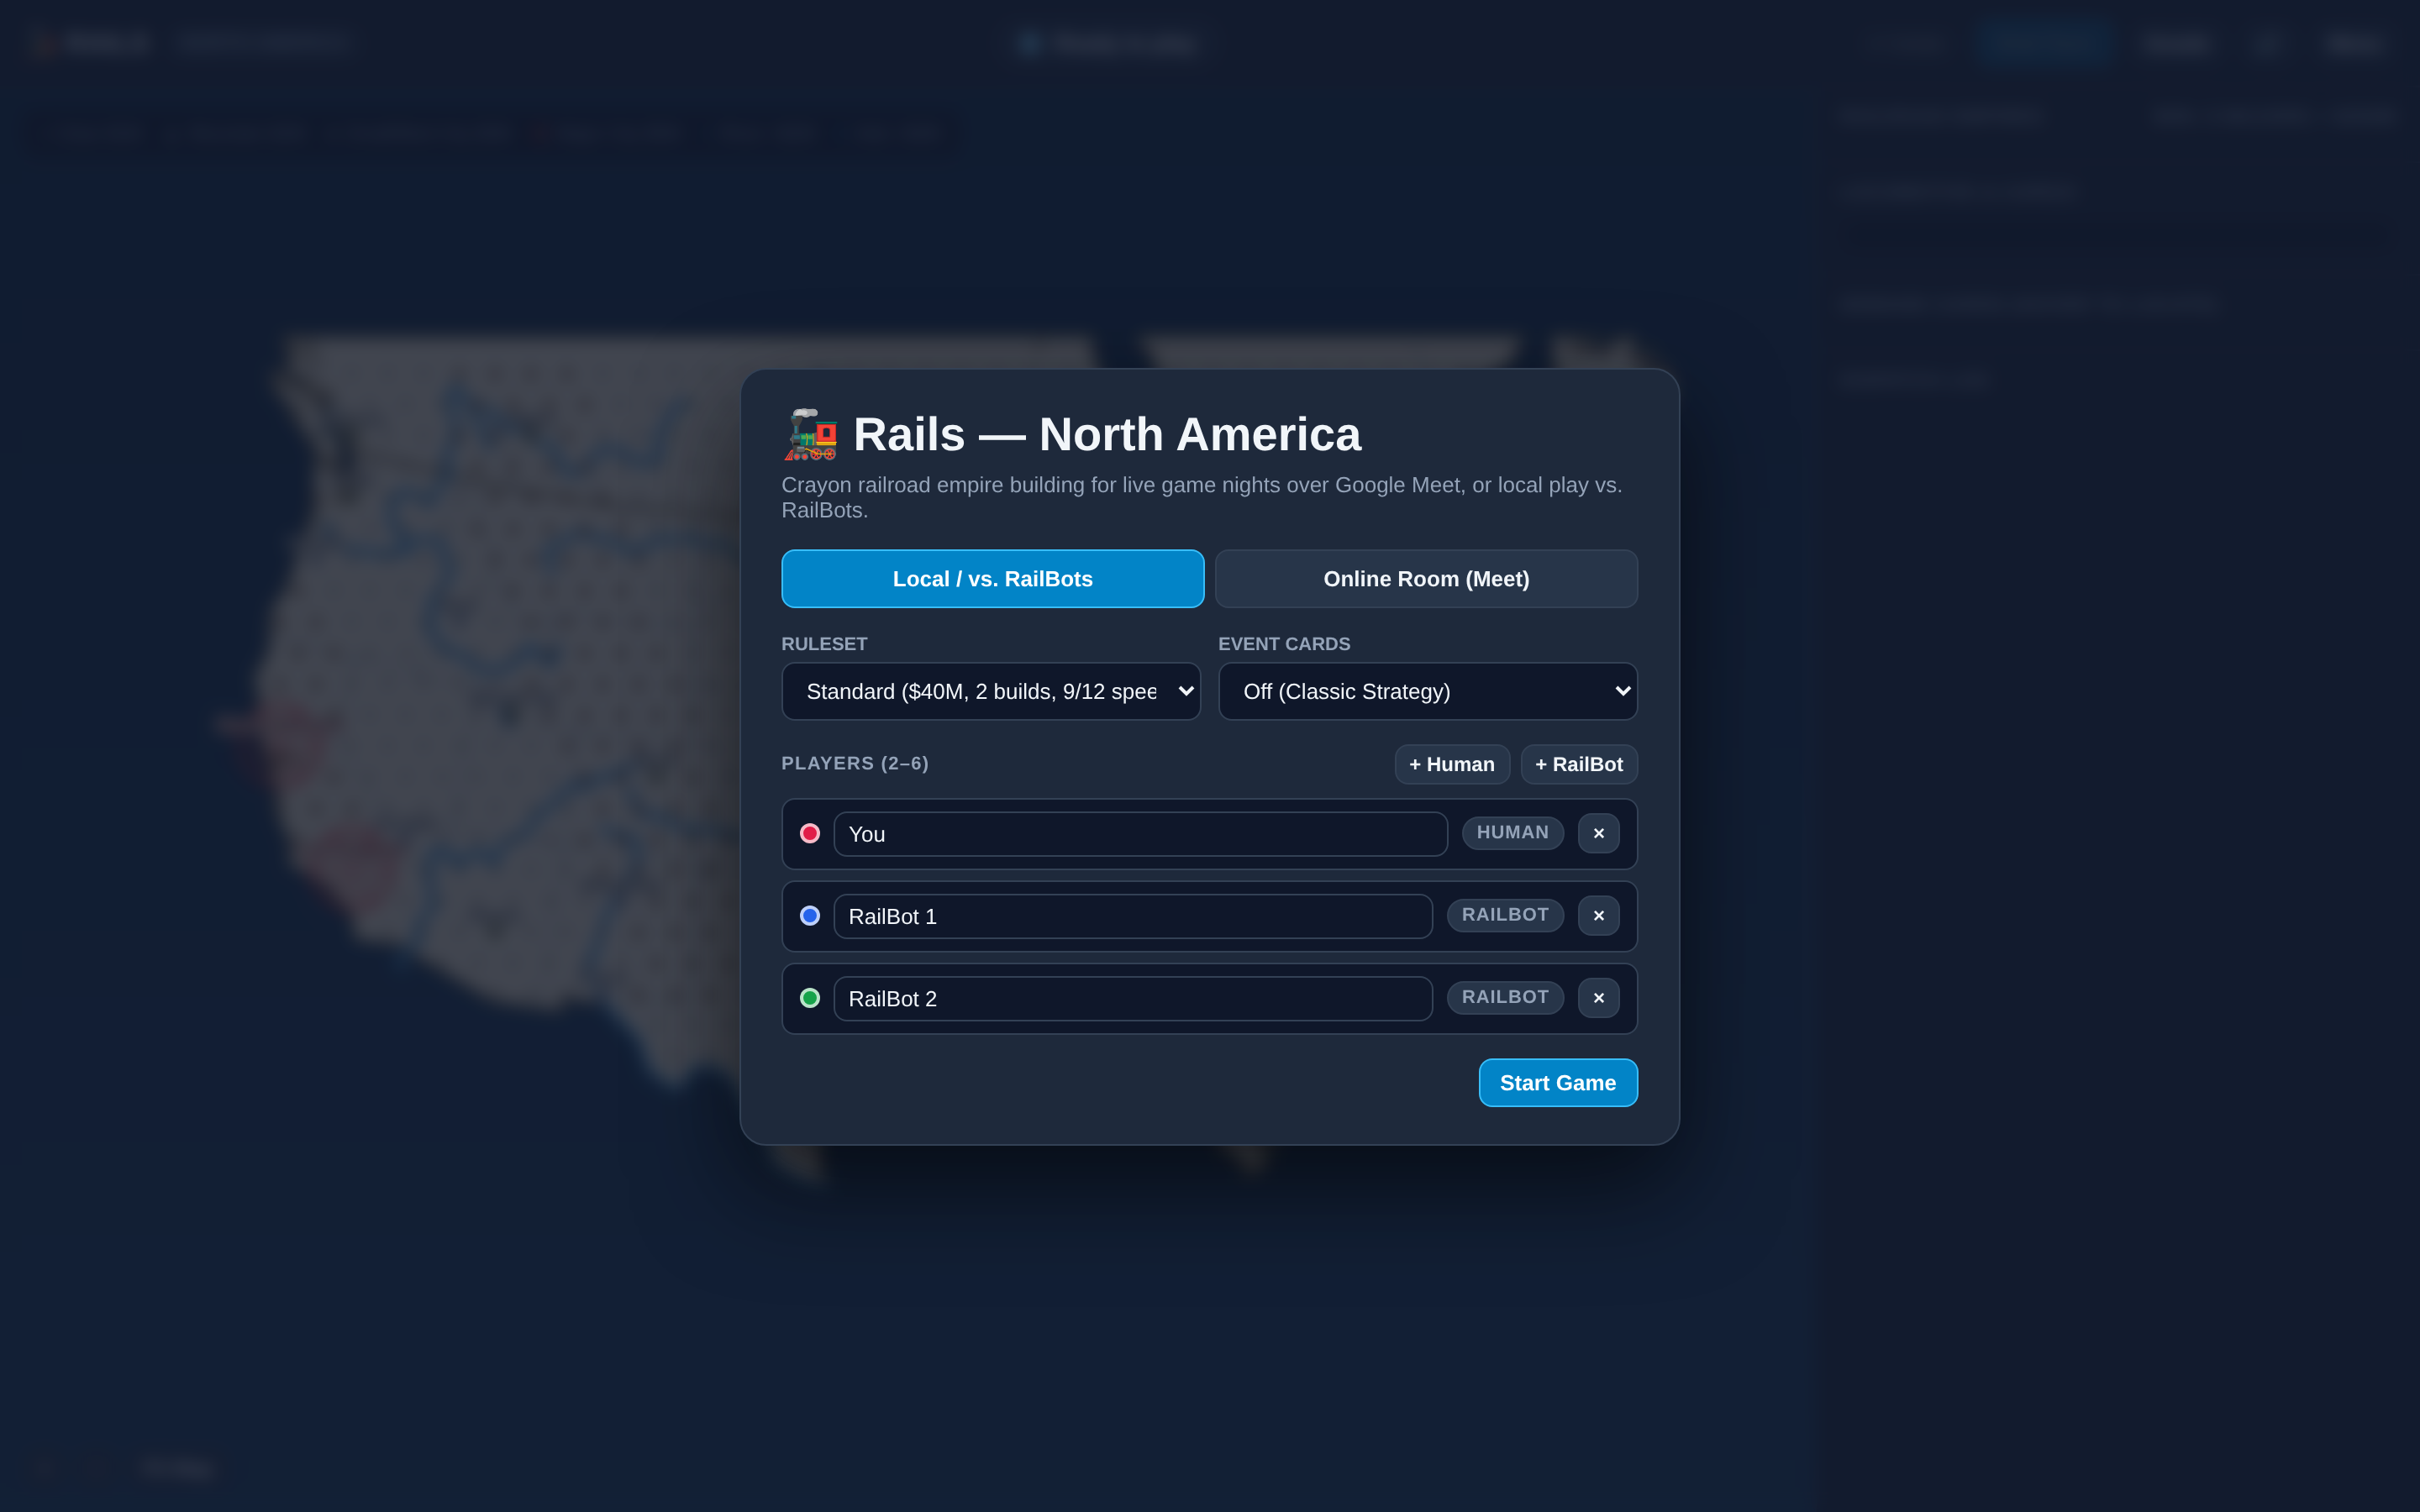 Rails — North America
Crayon railroad empire building for live game nights over Google Meet, or local play vs.
RailBots.
Local / vs. RailBots
Online Room (Meet)
RULESET
EVENT CARDS
Standard ($40M, 2 builds, 9/12 spee
Off (Classic Strategy)
PLAYERS (2–6)
+ Human
+ RailBot
You
HUMAN
×
RailBot 1
RAILBOT
×
RailBot 2
RAILBOT
×
Start Game